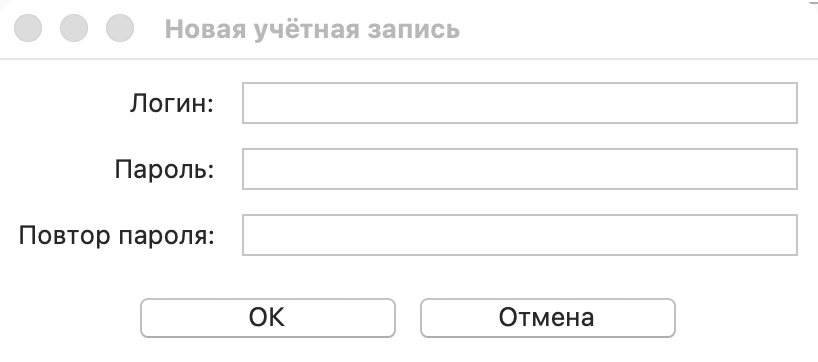 Новая учётная запись
Логин:
Пароль:
Повтор пароля:
OK Отмена